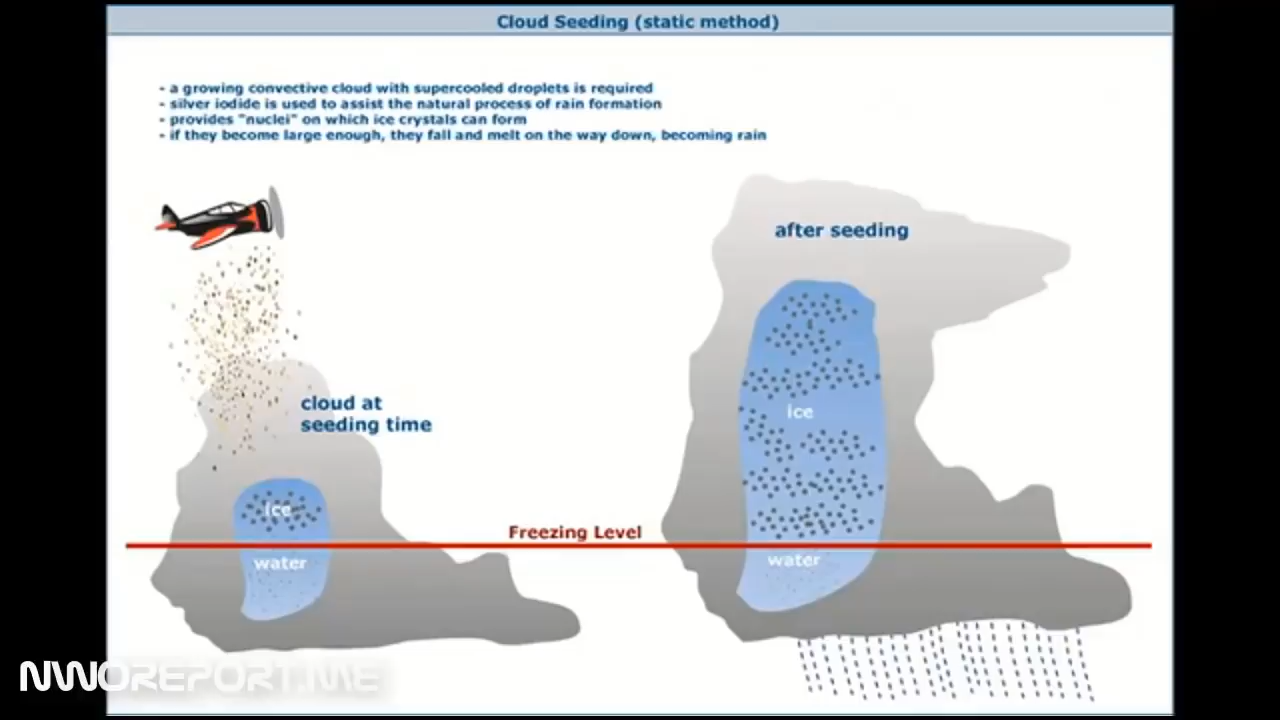 Cloud Seeding (static method)
- a growing convective cloud with supercooled droplets is required
- silver iodide is used to assist the natural process of rain formation
- provides "nuclei" on which ice crystals can form
- if they become large enough, they fall and melt on the way down, becoming rain
after seeding
cloud at
seeding time
ice
ice
Freezing Level
water
water
NWOREPORT.ME